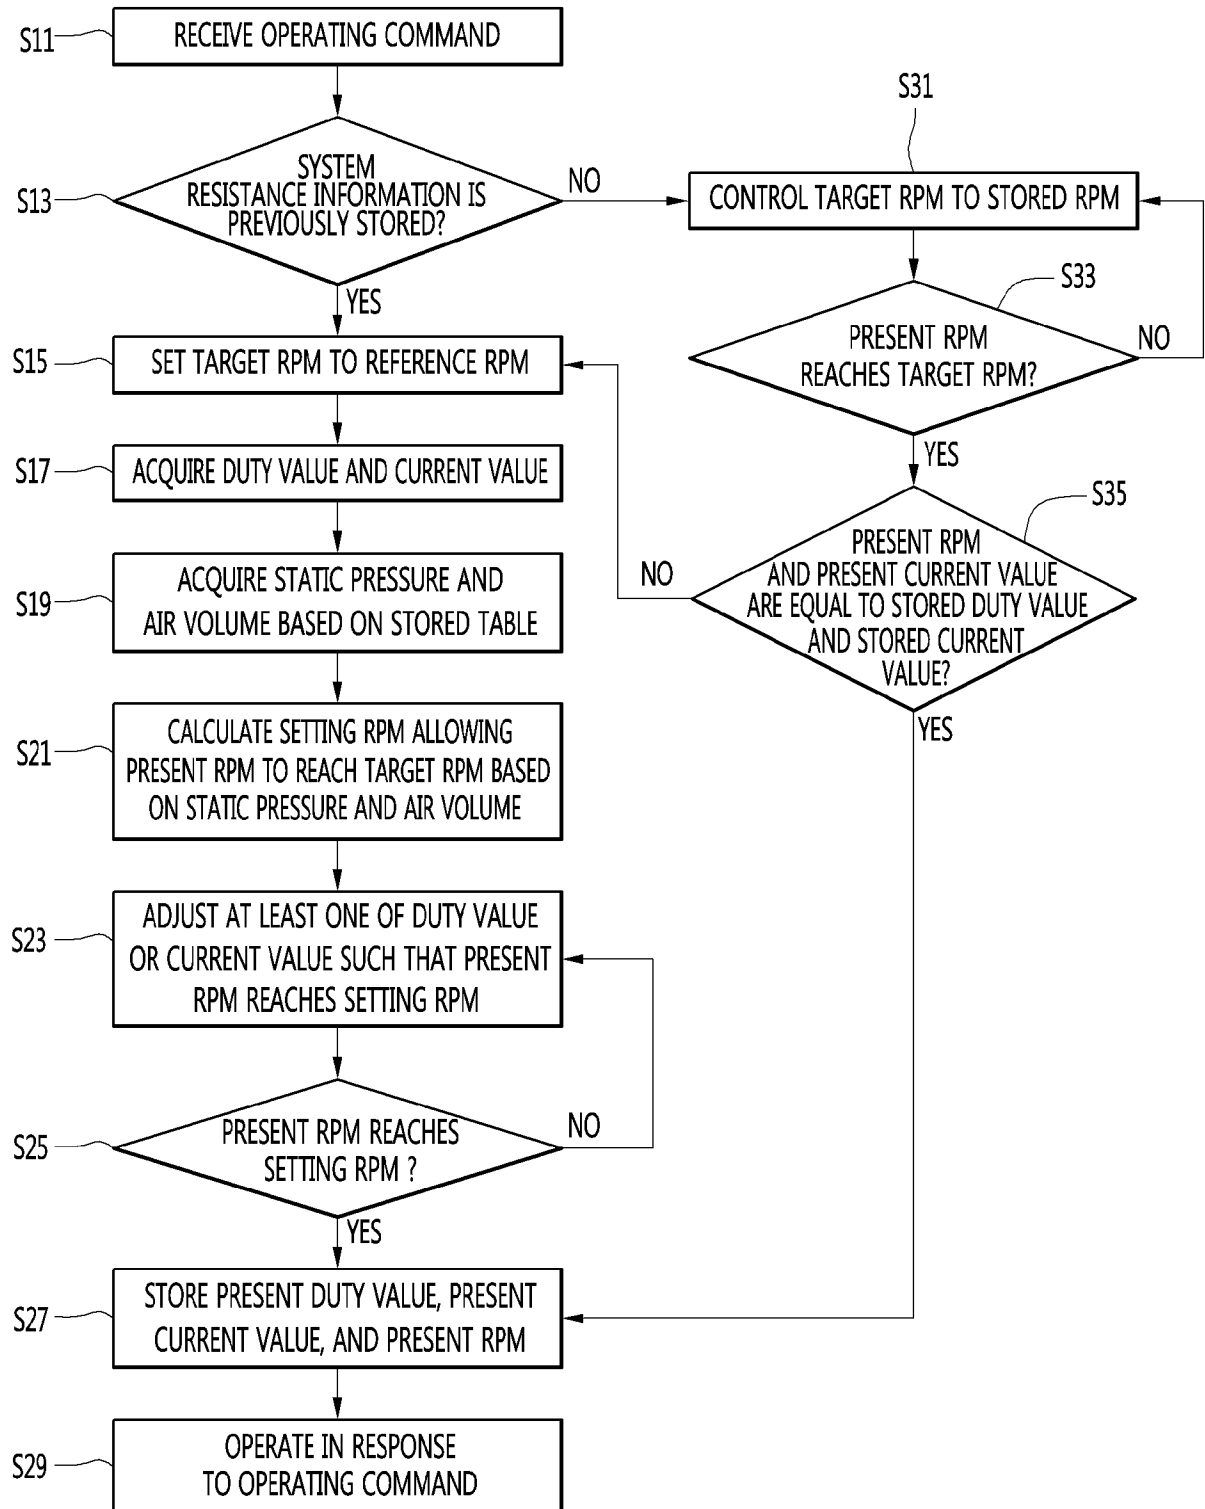 S11
RECEIVE OPERATING COMMAND
S13
SYSTEM
RESISTANCE INFORMATION IS
PREVIOUSLY STORED?
NO
YES
S31
CONTROL TARGET RPM TO STORED RPM
S33
PRESENT RPM
REACHES TARGET RPM?
NO
YES
S15
SET TARGET RPM TO REFERENCE RPM
S17
ACQUIRE DUTY VALUE AND CURRENT VALUE
S35
PRESENT RPM
AND PRESENT CURRENT VALUE
ARE EQUAL TO STORED DUTY VALUE
AND STORED CURRENT
VALUE?
NO
YES
S19
ACQUIRE STATIC PRESSURE AND
AIR VOLUME BASED ON STORED TABLE
S21
CALCULATE SETTING RPM ALLOWING
PRESENT RPM TO REACH TARGET RPM BASED
ON STATIC PRESSURE AND AIR VOLUME
S23
ADJUST AT LEAST ONE OF DUTY VALUE
OR CURRENT VALUE SUCH THAT PRESENT
RPM REACHES SETTING RPM
S25
PRESENT RPM REACHES
SETTING RPM ?
NO
YES
S27
STORE PRESENT DUTY VALUE, PRESENT
CURRENT VALUE, AND PRESENT RPM
S29
OPERATE IN RESPONSE
TO OPERATING COMMAND